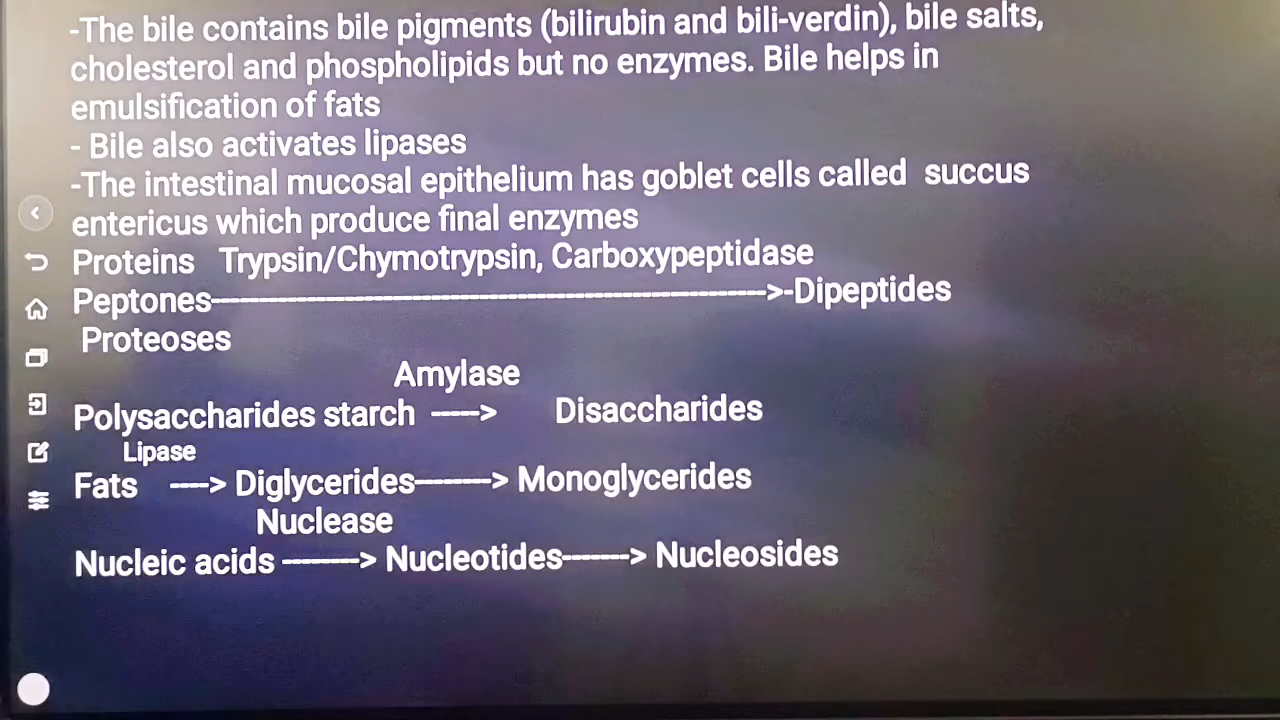 -The bile contains bile pigments (bilirubin and bili-verdin), bile salts,
cholesterol and phospholipids but no enzymes. Bile helps in
emulsification of fats
- Bile also activates lipases
-The intestinal mucosal epithelium has goblet cells called succus
entericus which produce final enzymes
Proteins Trypsin/Chymotrypsin, Carboxypeptidase
Peptones------------------------------------------------------------>-Dipeptides
Proteoses
Amylase
Polysaccharides starch -----> Disaccharides
Lipase
Fats ----> Diglycerides--------> Monoglycerides
Nuclease
Nucleic acids --------> Nucleotides-------> Nucleosides